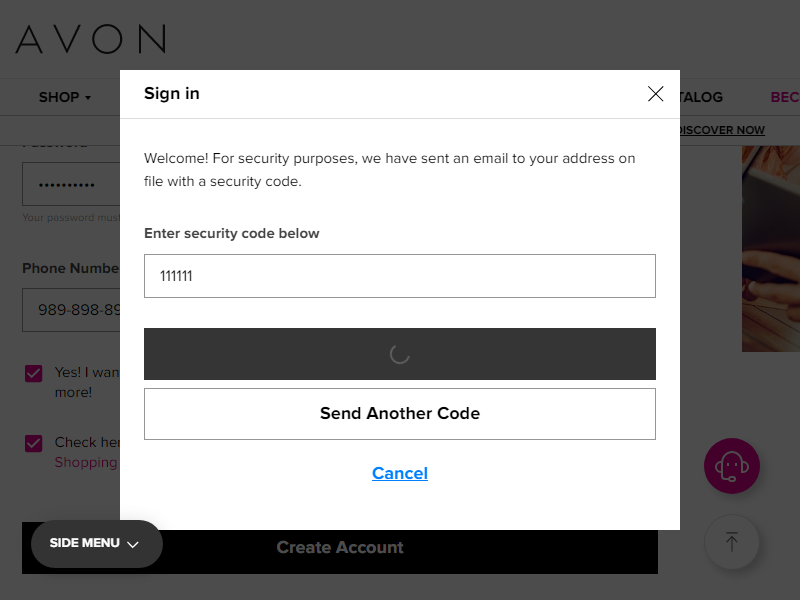 AVON
SHOP
TALOG
BEC
DISCOVER NOW
Password
••••••••••
Your password must
Phone Numbe
989-898-89
Yes! I wan
more!
Check her
Shopping
Sign in
Welcome! For security purposes, we have sent an email to your address on
file with a security code.
Enter security code below
111111
Send Another Code
Cancel
SIDE MENU
Create Account